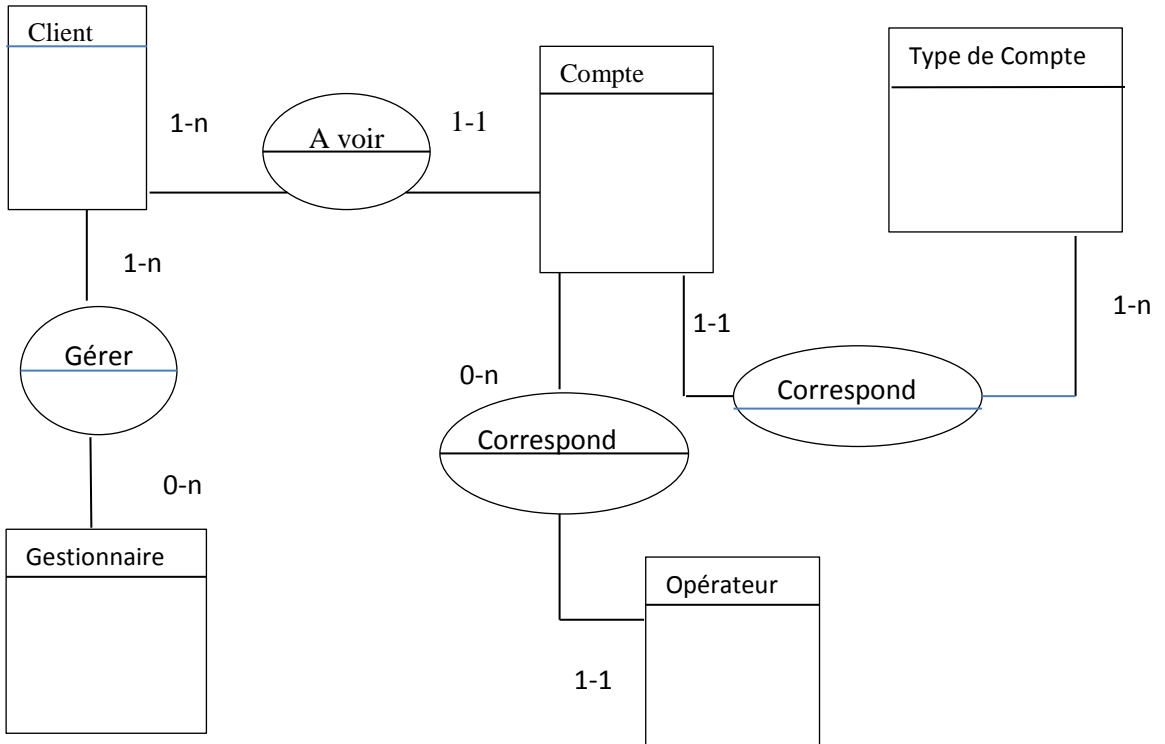 Client
Compte
Type de Compte
1-n
A voir
1-1
1-n
1-n
Gérer
0-n
1-1
Correspond
Correspond
0-n
Gestionnaire
Opérateur
1-1